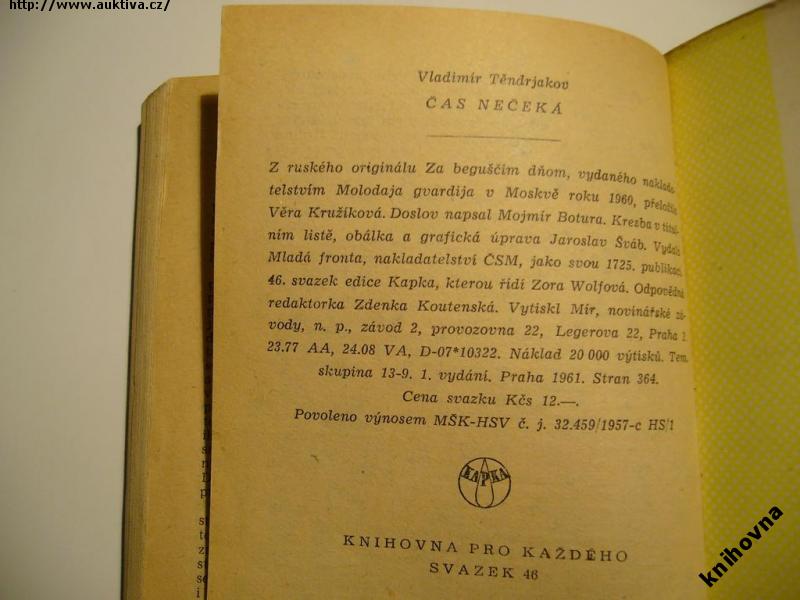 http://www.auktiva.cz/
Vladimír Těndrjakov
ČAS NEČEKÁ
Z ruského originálu Za beguščim dňom, vydaného naklada-
telstvím Molodaja gvardija v Moskvě roku 1960, přeložila
Věra Kružíková. Doslov napsal Mojmír Botura. Kresba v titul-
ním listě, obálka a grafická úprava Jaroslav Šváb. Vydala
Mladá fronta, nakladatelství ČSM, jako svou 1725. publikaci
46. svazek edice Kapka, kterou řídí Zora Wolfová. Odpovědná
redaktorka Zdenka Koutenská. Vytiskl Mír, novinářské zá-
vody, n. p., závod 2, provozovna 22, Legerova 22, Praha 2
23.77 AA, 24.08 VA, D-07*10322. Náklad 20 000 výtisků. Tem.
skupina 13-9. 1. vydání. Praha 1961. Stran 364.
Cena svazku Kčs 12.—.
Povoleno výnosem MŠK-HSV č. j. 32.459/1957-c HS/1
KAPKA
KNIHOVNA PRO KAŽDÉHO
SVAZEK 46
knihovna